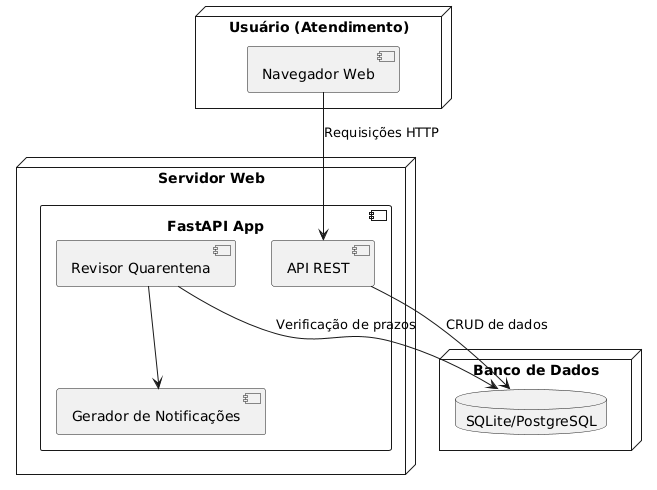 Usuário (Atendimento)
Navegador Web
Requisições HTTP
Servidor Web
FastAPI App
Revisor Quarentena
API REST
Verificação de prazos
CRUD de dados
Banco de Dados
Gerador de Notificações
SQLite/PostgreSQL